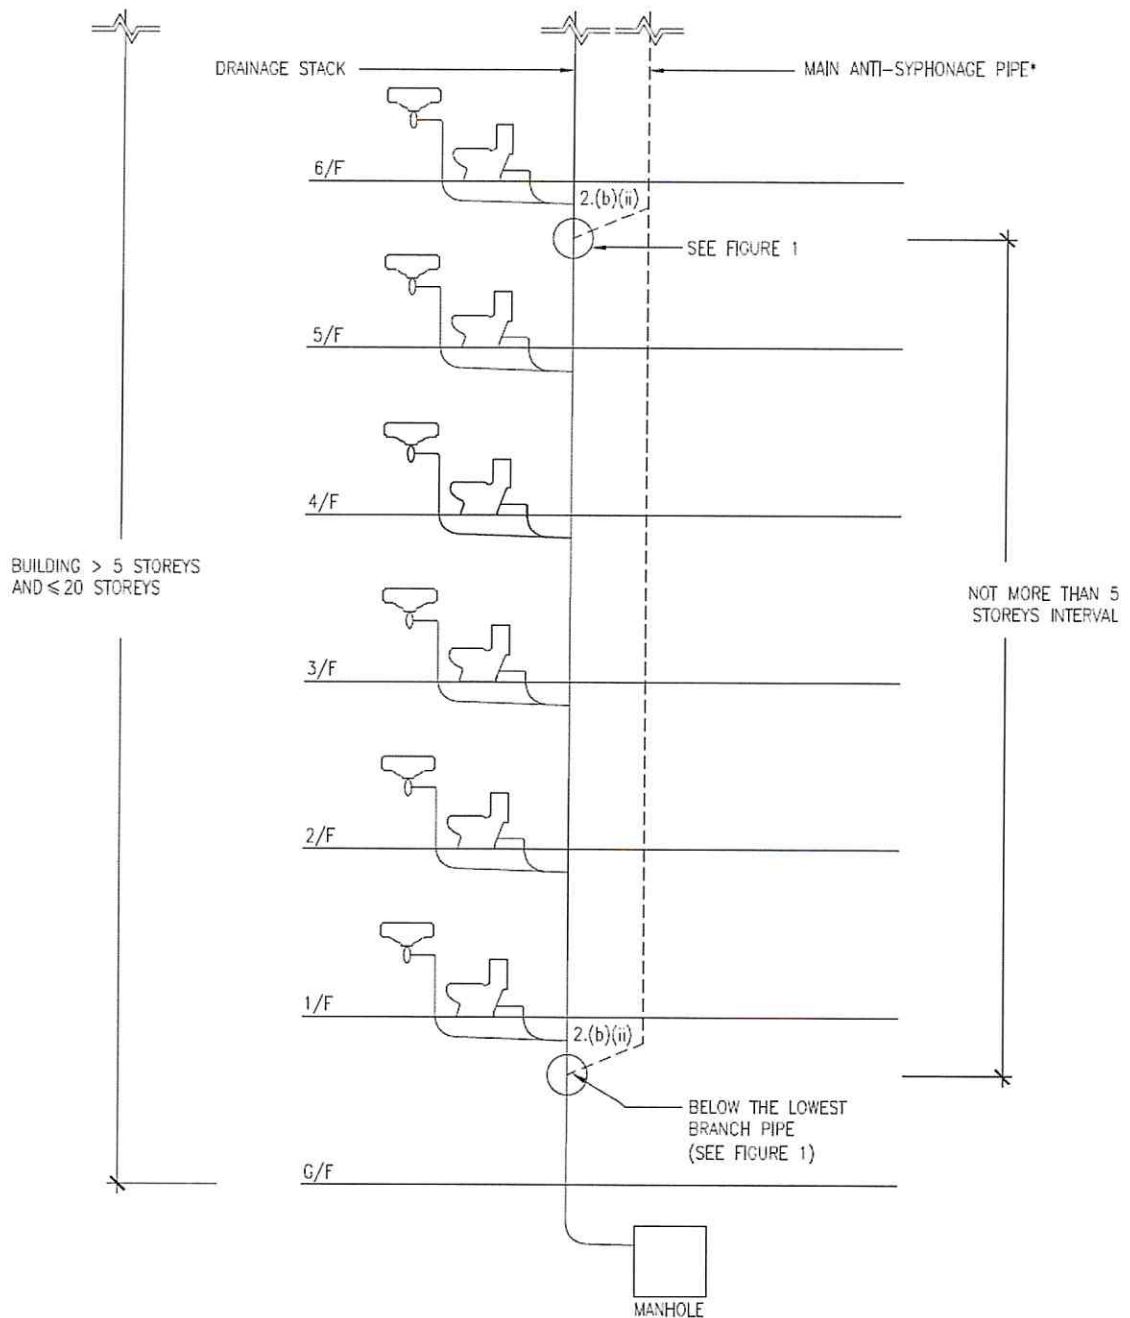 DRAINAGE STACK
MAIN ANTI-SYPHONAGE PIPE*
6/F
2.(b)(ii)
SEE FIGURE 1
5/F
4/F
BUILDING > 5 STOREYS
AND ≤ 20 STOREYS
NOT MORE THAN 5
STOREYS INTERVAL
3/F
2/F
1/F
2.(b)(ii)
BELOW THE LOWEST
BRANCH PIPE
(SEE FIGURE 1)
G/F
MANHOLE